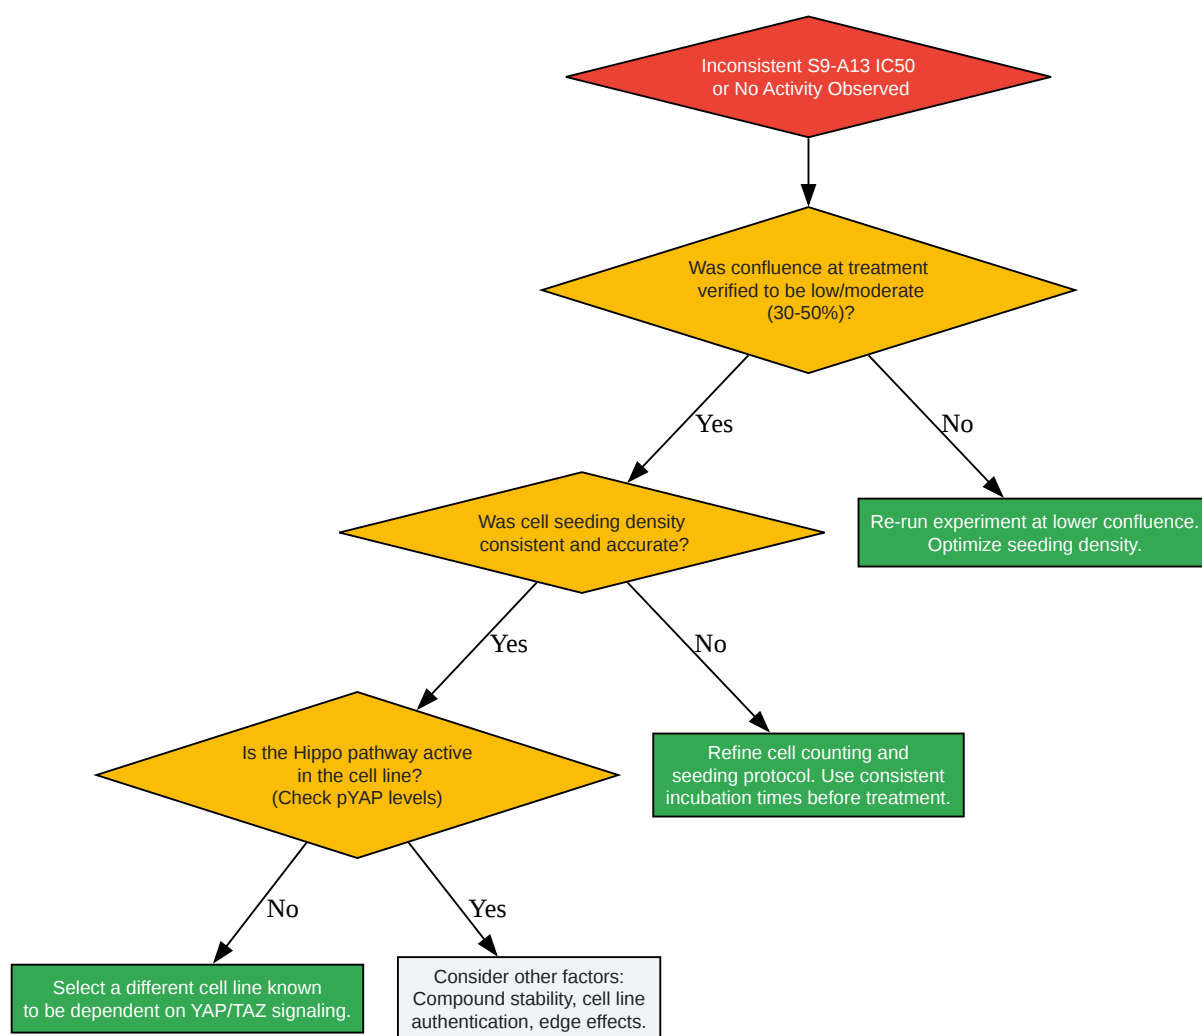 Inconsistent S9-A13 IC50
or No Activity Observed
Was confluence at treatment
verified to be low/moderate
(30-50%)?
Yes
No
Was cell seeding density
consistent and accurate?
Re-run experiment at lower confluence.
Optimize seeding density.
Yes
No
Is the Hippo pathway active
in the cell line?
(Check pYAP levels)
Refine cell counting and
seeding protocol. Use consistent
incubation times before treatment.
No
Yes
Select a different cell line known
to be dependent on YAP/TAZ signaling.
Consider other factors:
Compound stability, cell line
authentication, edge effects.